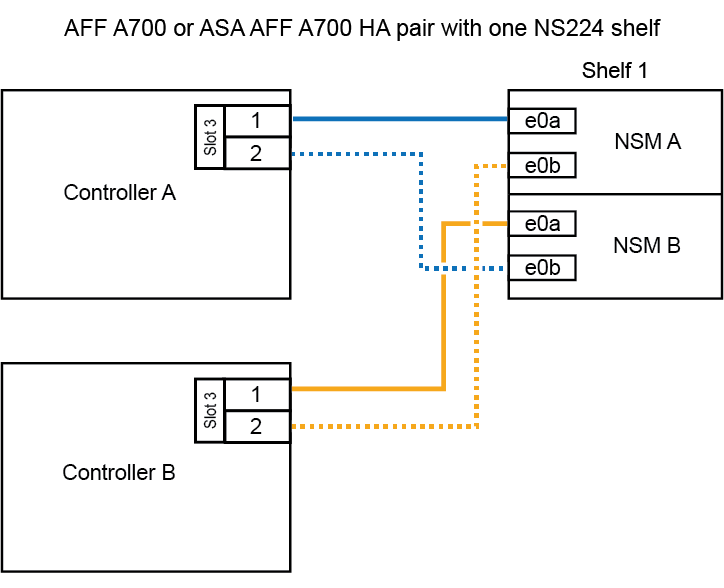 AFF A700 or ASA AFF A700 HA pair with one NS224 shelf
Shelf 1
Controller A
Slot 3
1
2
e0a
e0b
NSM A
e0a
e0b
NSM B
Controller B
Slot 3
1
2